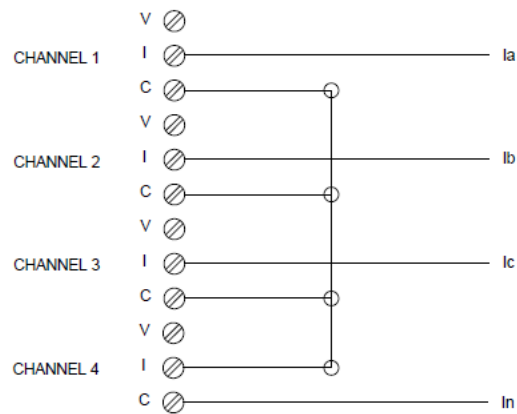 V
CHANNEL 1 I Ia
C
V
CHANNEL 2 I Ib
C
V
CHANNEL 3 I Ic
C
V
CHANNEL 4 I
C In